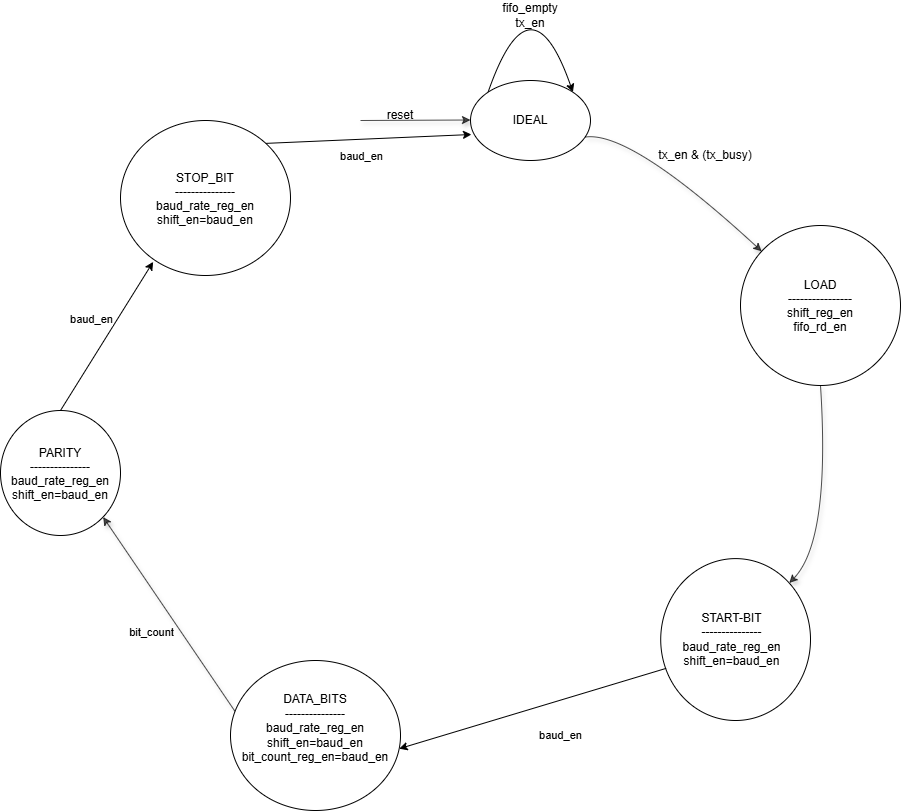 fifo_empty
tx_en
IDEAL
reset
tx_en & (tx_busy)
LOAD
----------------
shift_reg_en
fifo_rd_en
START-BIT
---------------
baud_rate_reg_en
shift_en=baud_en
baud_en
DATA_BITS
---------------
baud_rate_reg_en
shift_en=baud_en
bit_count_reg_en=baud_en
bit_count
PARITY
---------------
baud_rate_reg_en
shift_en=baud_en
baud_en
STOP_BIT
---------------
baud_rate_reg_en
shift_en=baud_en
baud_en